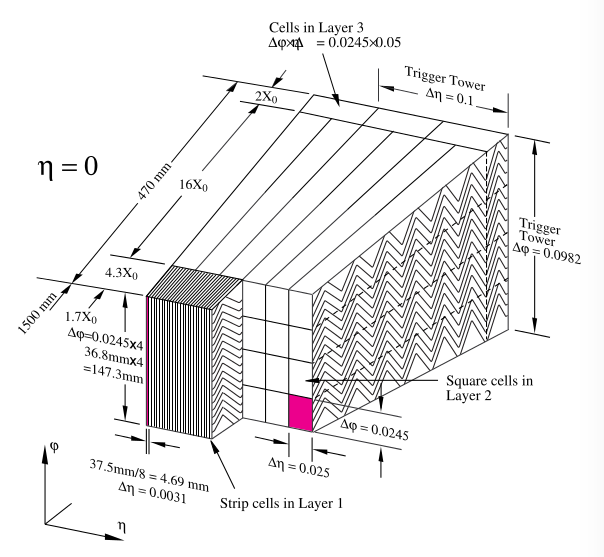 Cells in Layer 3
Δφ×Δη = 0.0245×0.05
Trigger Tower
Δη = 0.1
2X0
η = 0
470 mm
16X0
Trigger
Tower
Δφ = 0.0982
4.3X0
1500 mm
1.7X0
Δφ=0.0245x4
36.8mmx4
=147.3mm
Square cells in
Layer 2
Δφ = 0.0245
Δη = 0.025
37.5mm/8 = 4.69 mm
Δη = 0.0031
Strip cells in Layer 1
φ
η